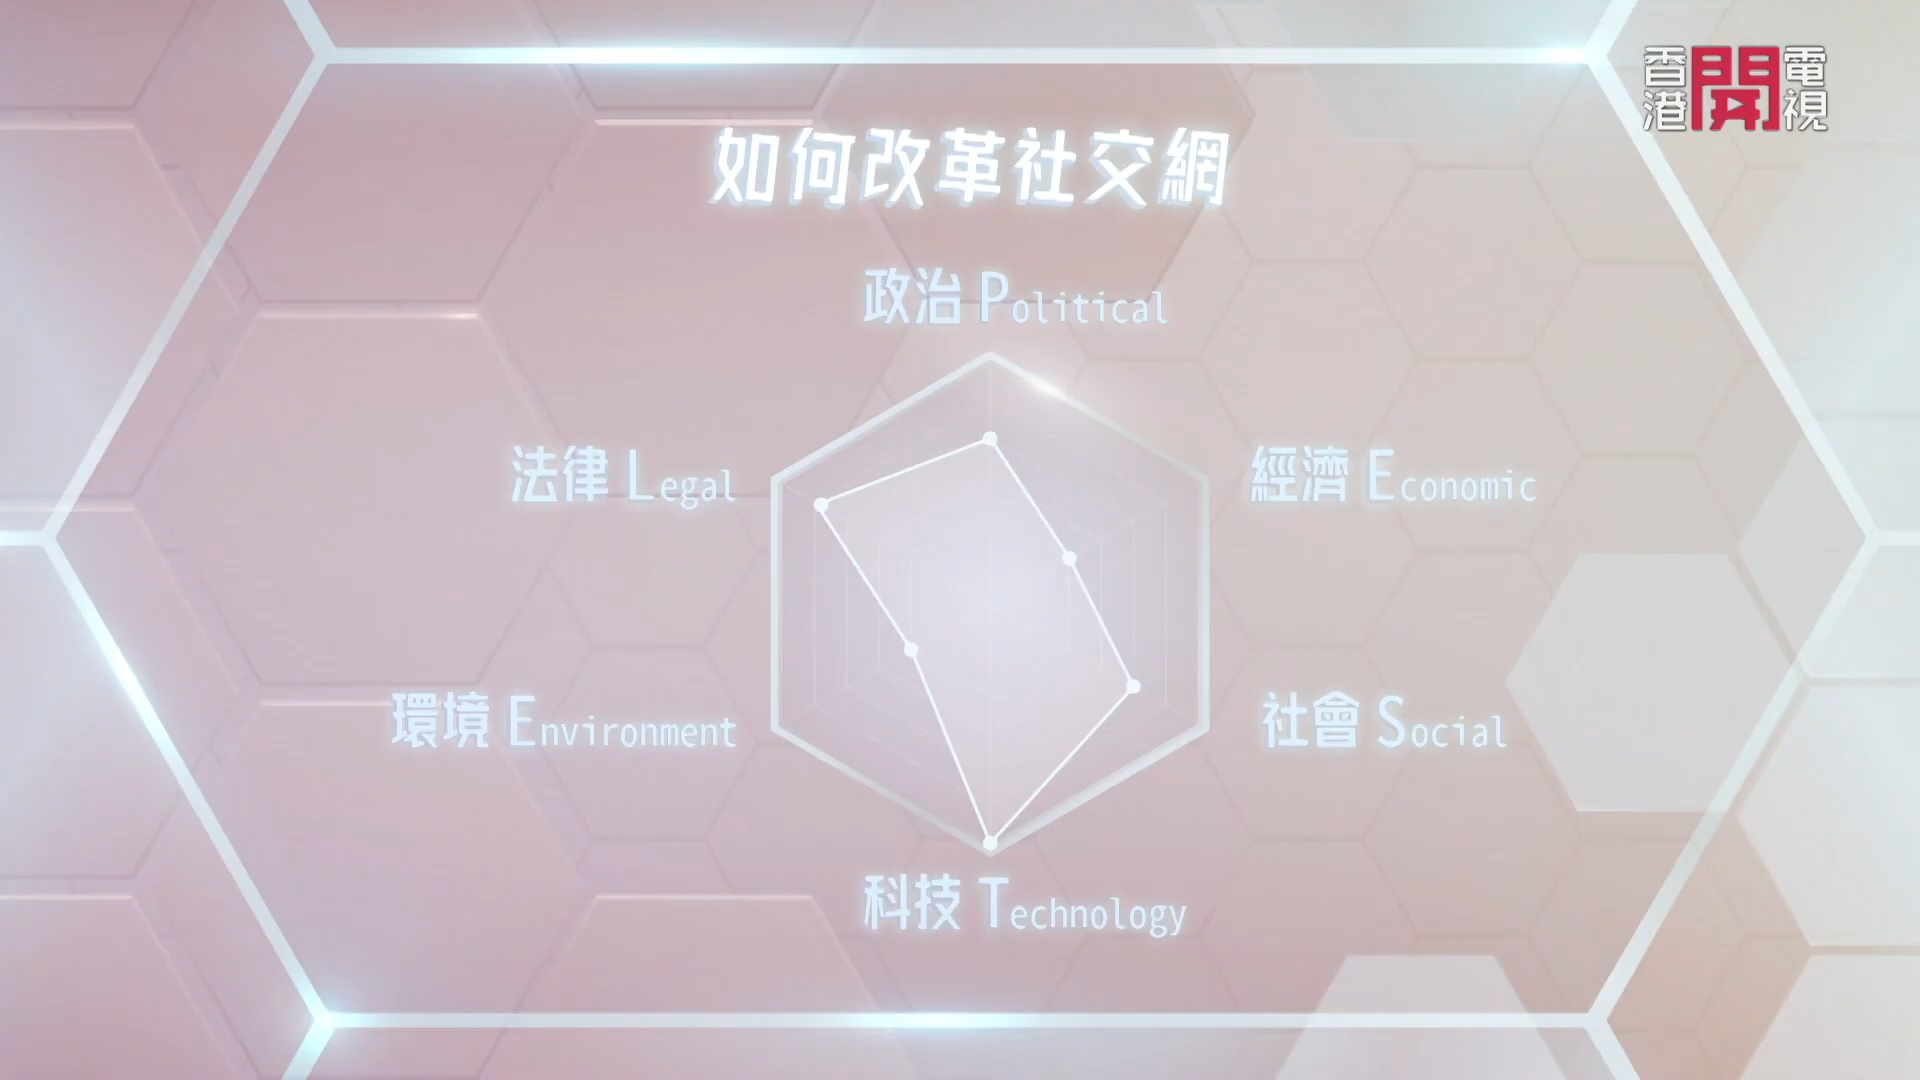 香港開電視
如何改革社交網
政治 Political
法律 Legal
經濟 Economic
環境 Environment
社會 Social
科技 Technology